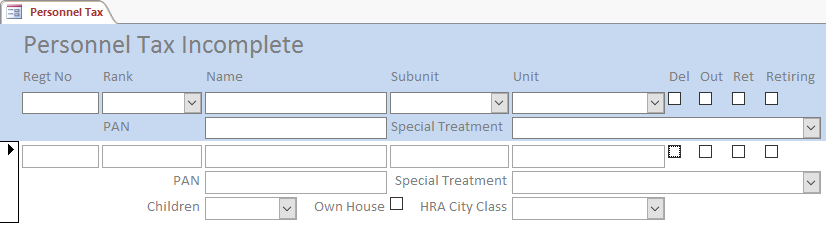 Personnel Tax
Personnel Tax Incomplete
Regt No Rank Name Subunit Unit Del Out Ret Retiring
PAN Special Treatment
PAN Special Treatment
Children Own House HRA City Class